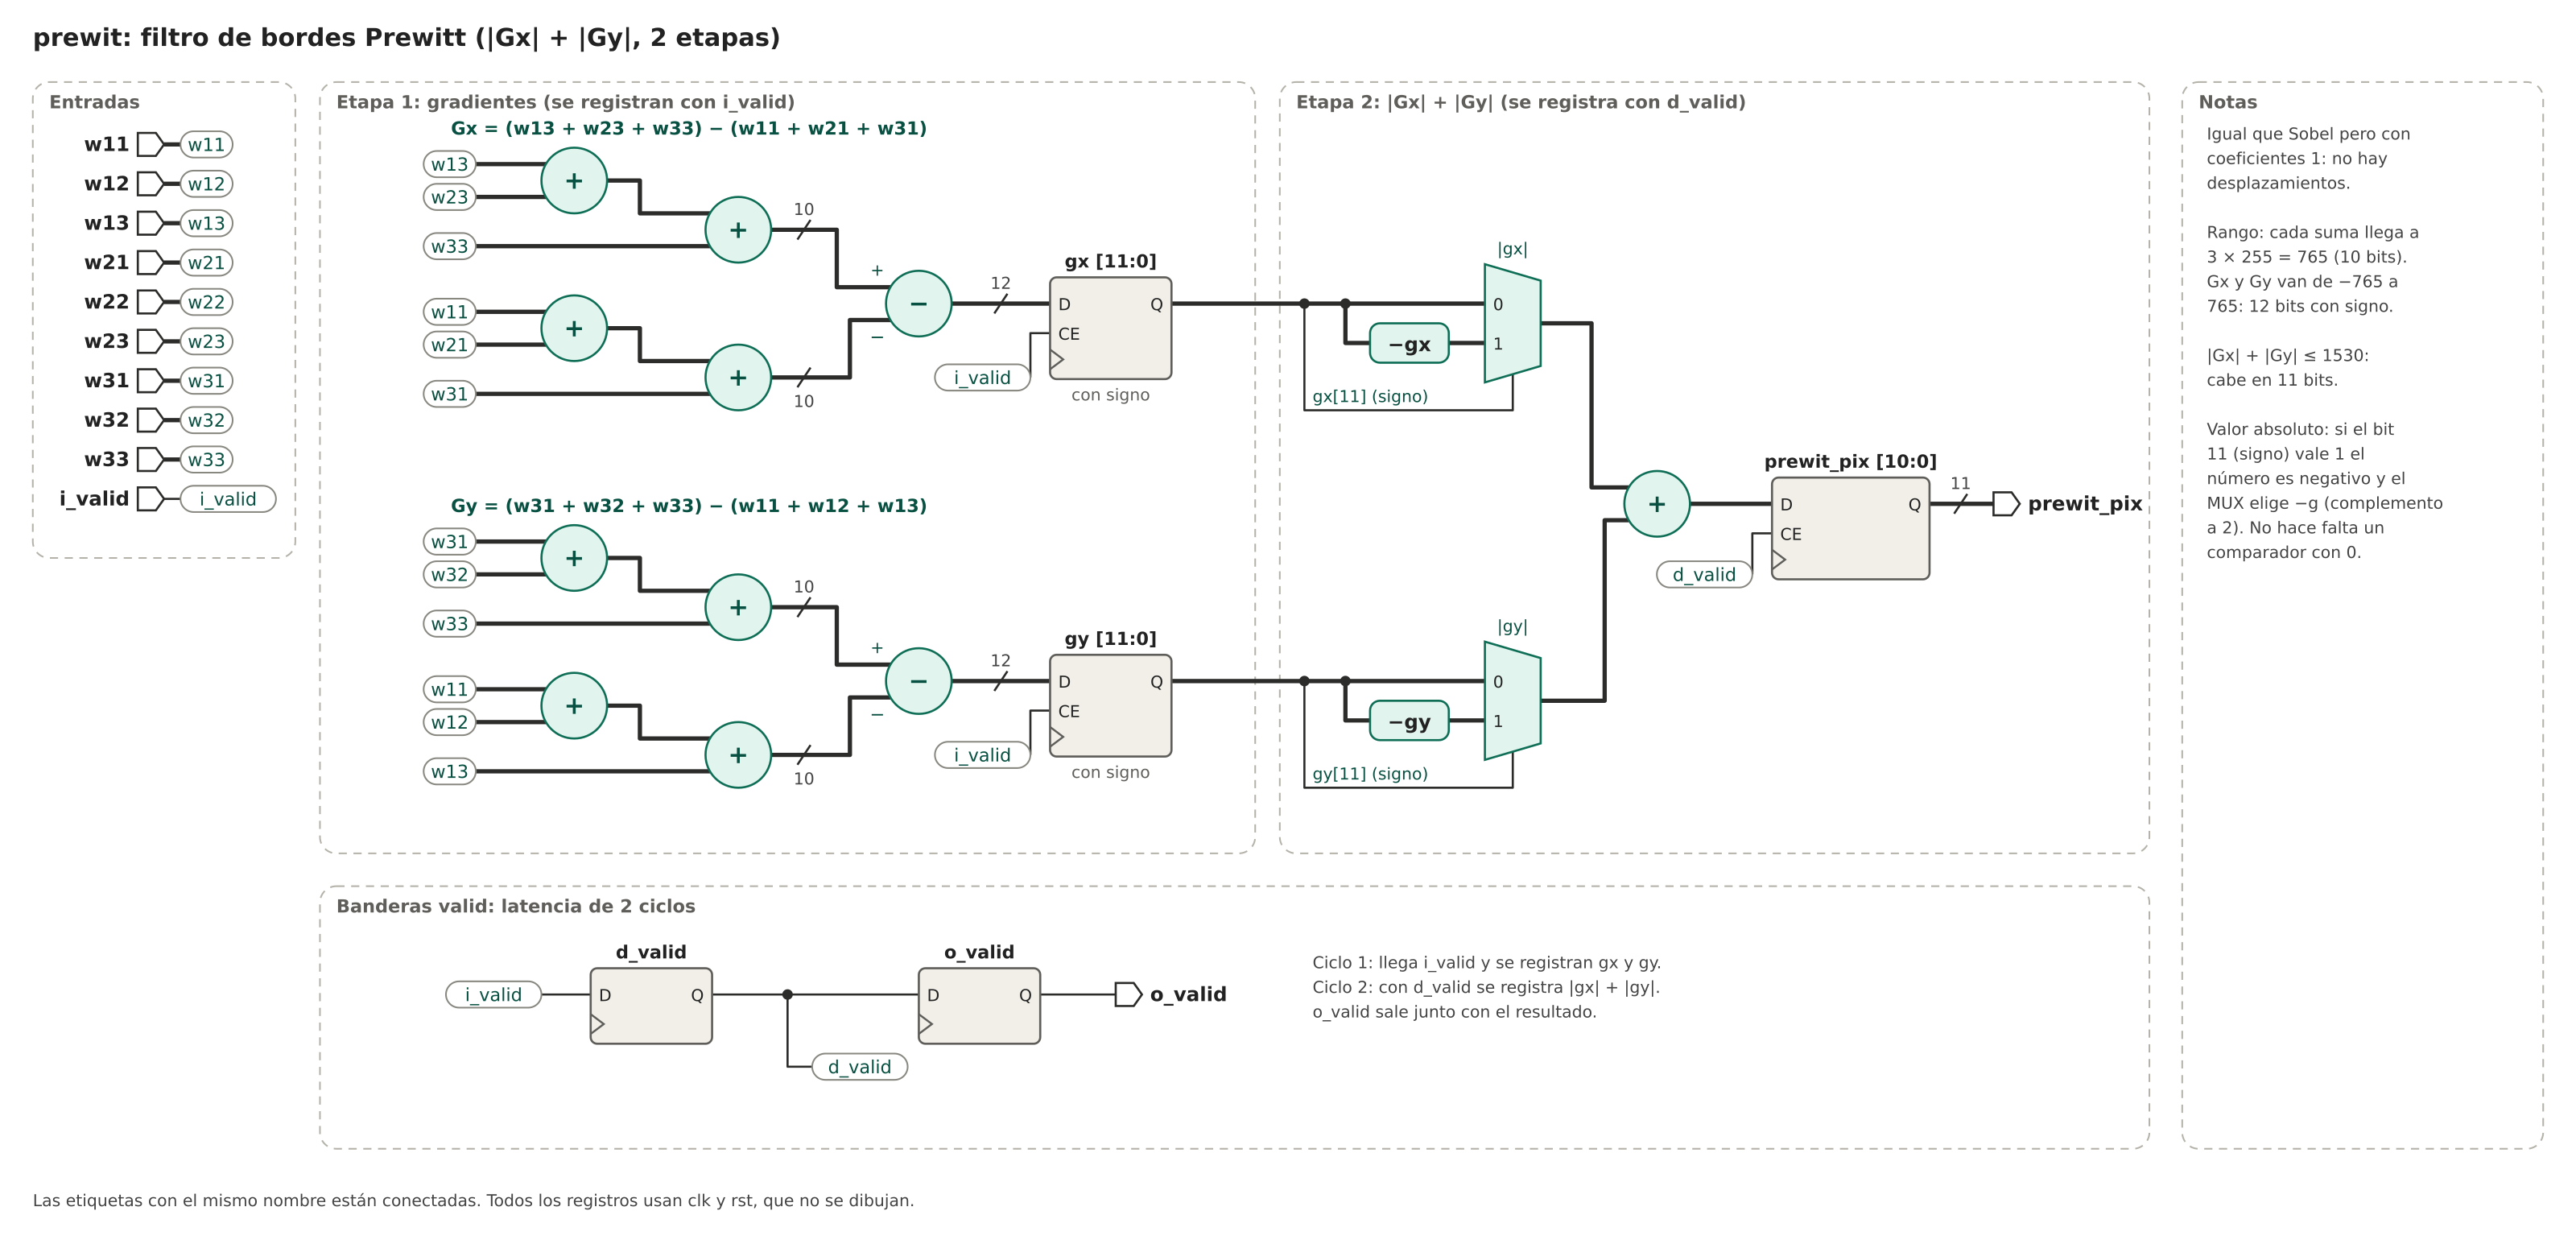 prewit: filtro de bordes Prewitt (|Gx| + |Gy|, 2 etapas)
Entradas
w11 w11
w12 w12
w13 w13
w21 w21
w22 w22
w23 w23
w31 w31
w32 w32
w33 w33
i_valid i_valid
Etapa 1: gradientes (se registran con i_valid)
Gx = (w13 + w23 + w33) − (w11 + w21 + w31)
w13
w23
+
w33
+
10
w11
w21
+
w31
+
10
+
−
−
12
gx [11:0]
D Q
CE
i_valid
con signo
Gy = (w31 + w32 + w33) − (w11 + w12 + w13)
w31
w32
+
w33
+
10
w11
w12
+
w13
+
10
+
−
−
12
gy [11:0]
D Q
CE
i_valid
con signo
Etapa 2: |Gx| + |Gy| (se registra con d_valid)
|gx|
0
−gx
1
gx[11] (signo)
|gy|
0
−gy
1
gy[11] (signo)
+
prewit_pix [10:0]
D Q
CE
d_valid
11
prewit_pix
Notas
Igual que Sobel pero con
coeficientes 1: no hay
desplazamientos.
Rango: cada suma llega a
3 × 255 = 765 (10 bits).
Gx y Gy van de −765 a
765: 12 bits con signo.
|Gx| + |Gy| ≤ 1530:
cabe en 11 bits.
Valor absoluto: si el bit
11 (signo) vale 1 el
número es negativo y el
MUX elige −g (complemento
a 2). No hace falta un
comparador con 0.
Banderas valid: latencia de 2 ciclos
i_valid
d_valid
D Q
d_valid
o_valid
D Q
o_valid
Ciclo 1: llega i_valid y se registran gx y gy.
Ciclo 2: con d_valid se registra |gx| + |gy|.
o_valid sale junto con el resultado.
Las etiquetas con el mismo nombre están conectadas. Todos los registros usan clk y rst, que no se dibujan.